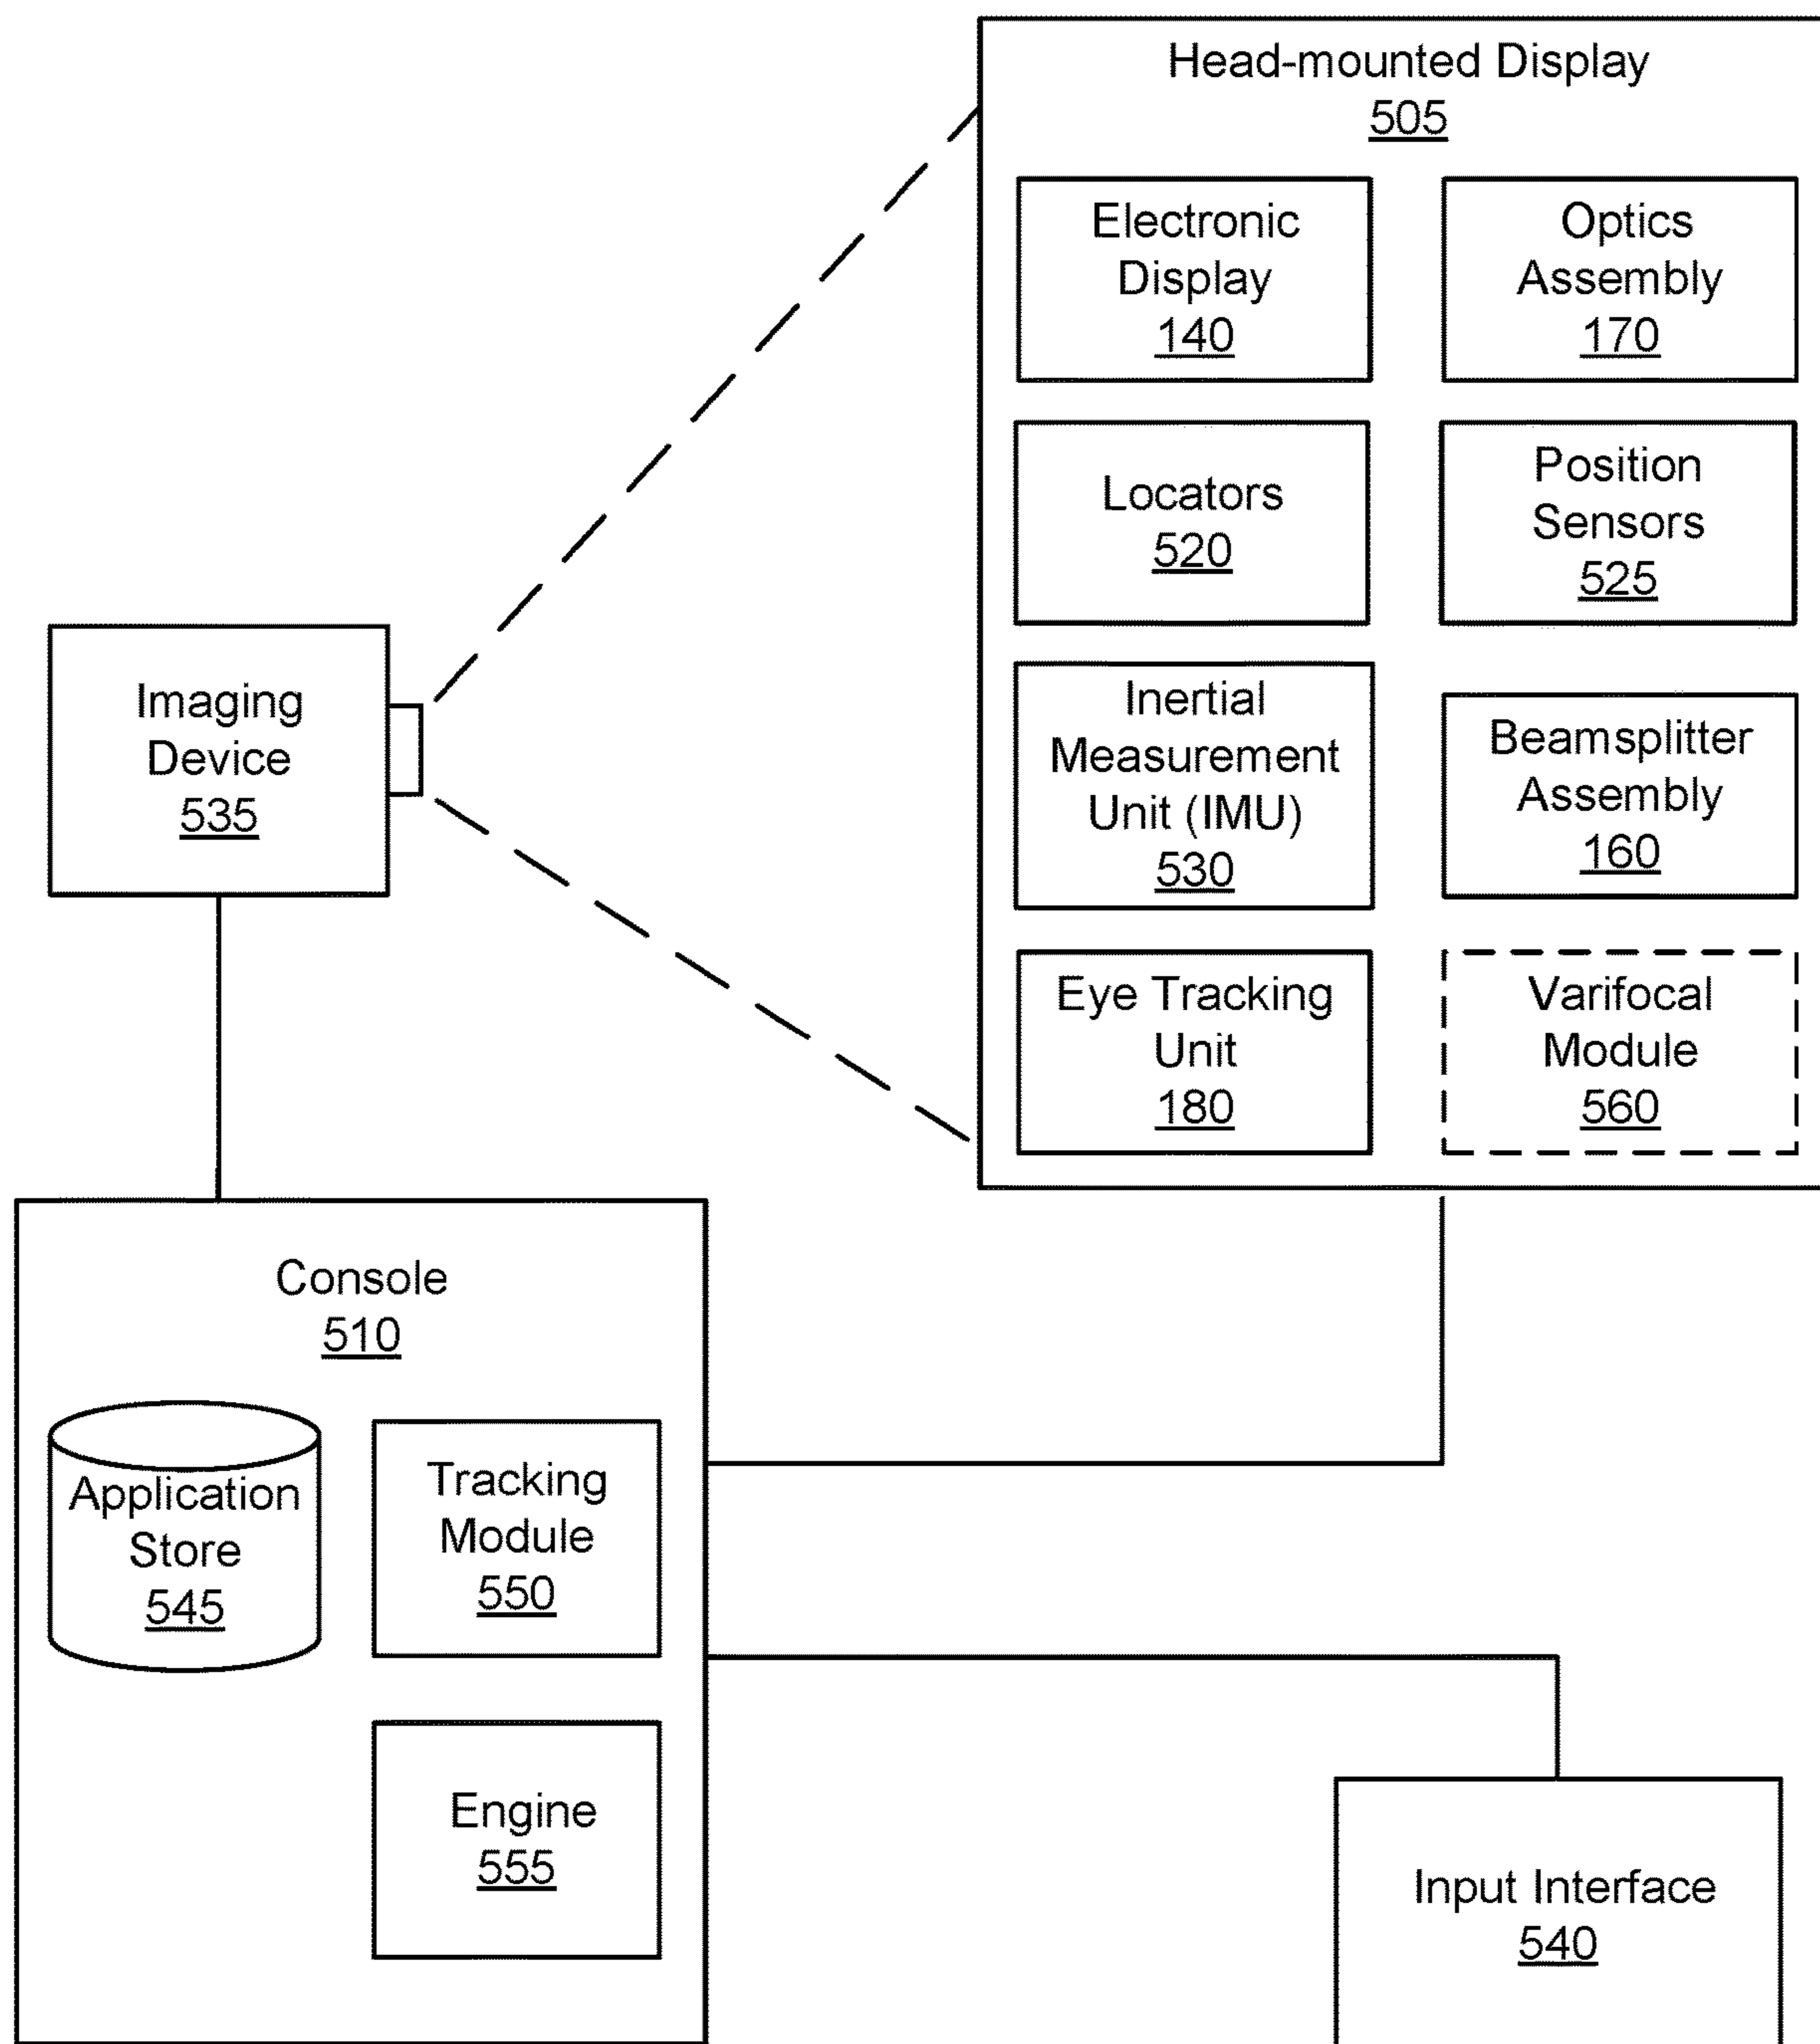 Head-mounted Display
505
Electronic
Display
140
Optics
Assembly
170
Locators
520
Position
Sensors
525
Imaging
Device
535
Inertial
Measurement
Unit (IMU)
530
Beamsplitter
Assembly
160
Eye Tracking
Unit
180
Varifocal
Module
560
Console
510
Application
Store
545
Tracking
Module
550
Engine
555
Input Interface
540